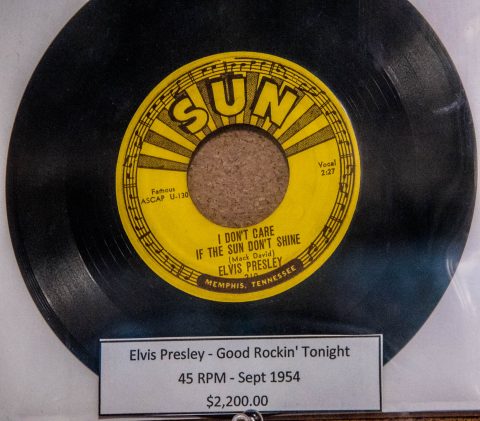 SUN
Famous
ASCAP U-130
Vocal
2:27
I DON'T CARE
IF THE SUN DON'T SHINE
(Mack David)
ELVIS PRESLEY
MEMPHIS, TENNESSEE
Elvis Presley - Good Rockin' Tonight
45 RPM - Sept 1954
$2,200.00